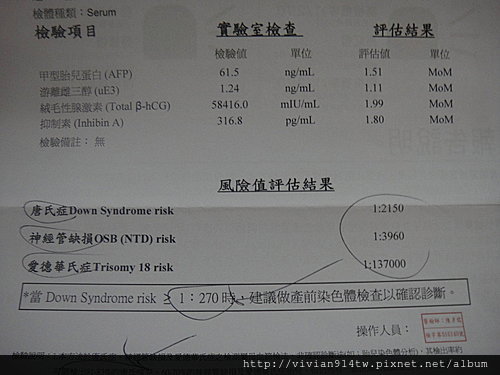 檢體種類：Serum
檢驗項目 實驗室檢查 評估結果
檢驗值 單位 評估值 單位
甲型胎兒蛋白 (AFP) 61.5 ng/mL 1.51 MoM
游離雌三醇 (uE3) 1.24 ng/mL 1.11 MoM
絨毛性腺激素 (Total β-hCG) 58416.0 mIU/mL 1.99 MoM
抑制素 (Inhibin A) 316.8 pg/mL 1.80 MoM
檢驗備註： 無
風險值評估結果
唐氏症Down Syndrome risk 1:2150
神經管缺損OSB (NTD) risk 1:3960
愛德華氏症Trisomy 18 risk 1:137000
*當 Down Syndrome risk ≥ 1：270 時，建議做產前染色體檢查以確認診斷。
操作人員：
http://vivian914tw.pixnet.net/album